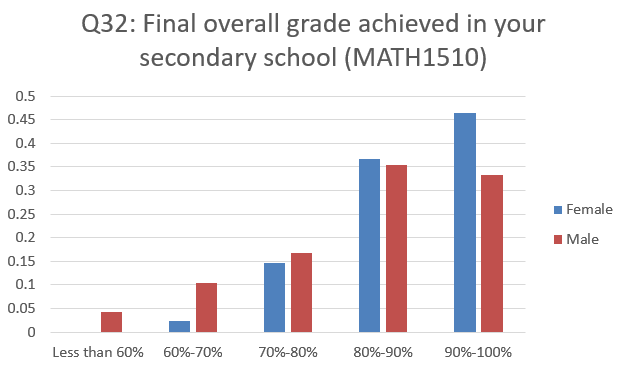 Q32: Final overall grade achieved in your
secondary school (MATH1510)
0.5
0.45
0.4
0.35
0.3
0.25
0.2
0.15
0.1
0.05
0
Less than 60% 60%-70% 70%-80% 80%-90% 90%-100%
Female
Male